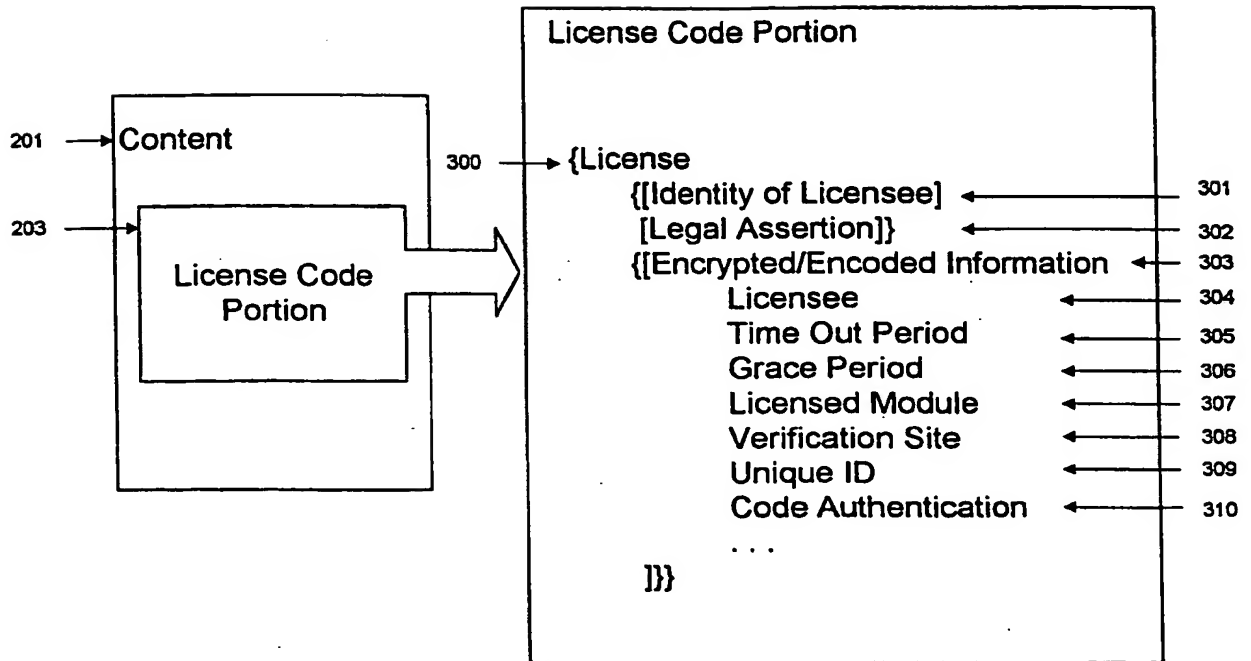 License Code Portion
201 Content
300 {License
{[Identity of Licensee] 301
203 [Legal Assertion]} 302
{[Encrypted/Encoded Information 303
License Code
Portion
Licensee 304
Time Out Period 305
Grace Period 306
Licensed Module 307
Verification Site 308
Unique ID 309
Code Authentication 310
. . .
]}}